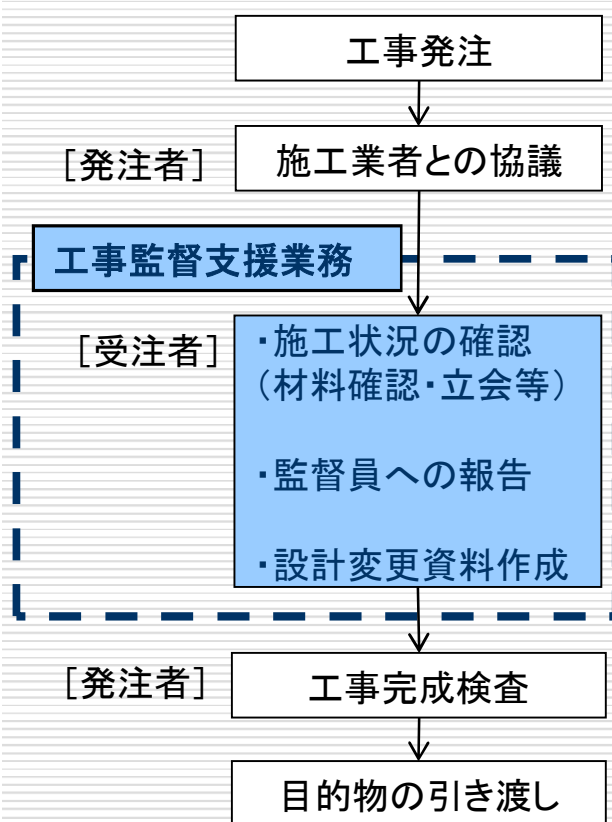 工事発注
[発注者]
施工業者との協議
工事監督支援業務
[受注者]
・施工状況の確認
(材料確認・立会等)
・監督員への報告
・設計変更資料作成
[発注者]
工事完成検査
目的物の引き渡し